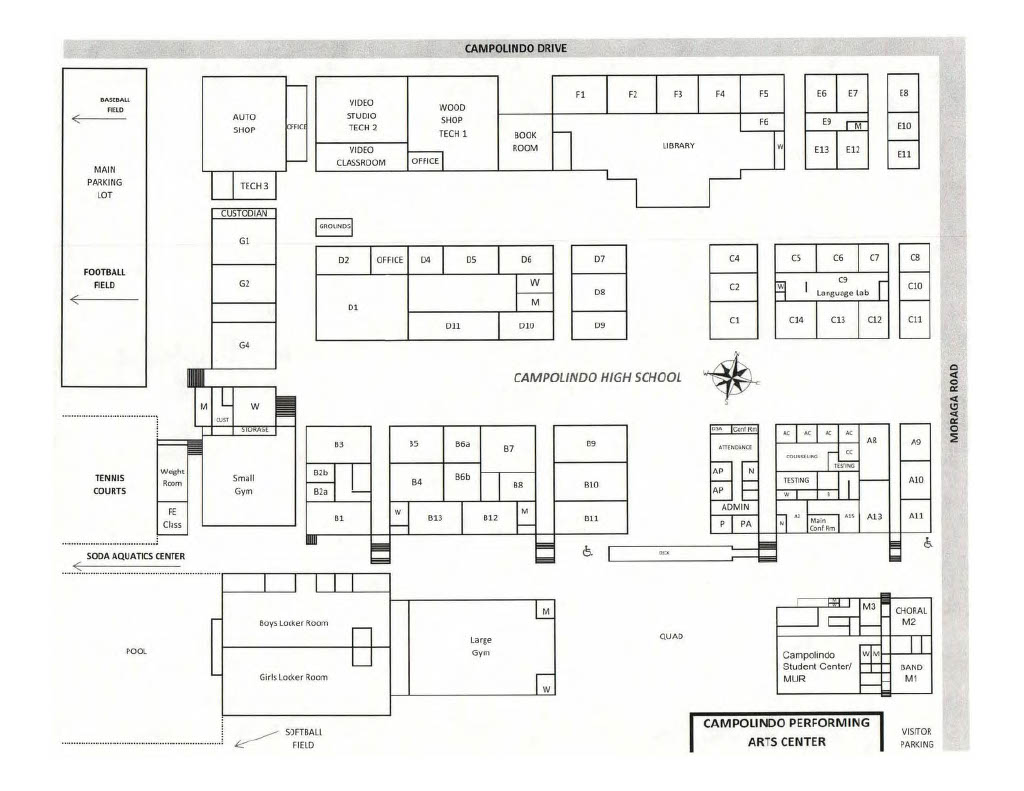 CAMPOLINDO DRIVE
BASEBALL
FIELD
MAIN
PARKING
LOT
FOOTBALL
FIELD
AUTO
SHOP
OFFICE
TECH 3
VIDEO
STUDIO
TECH 2
VIDEO
CLASSROOM
WOOD
SHOP
TECH 1
OFFICE
BOOK
ROOM
F1
F2
F3
F4
F5
F6
LIBRARY
W
E6
E7
E9
M
E13
E12
E8
E10
E11
CUSTODIAN
G1
G2
G4
GROUNDS
D2
OFFICE
D4
D5
D6
W
M
D1
D11
D10
D7
D8
D9
C4
C2
C1
C5
C6
C7
C9
W
Language Lab
C14
C13
C12
C8
C10
C11
CAMPOLINDO HIGH SCHOOL
N
W
S
MORAGA ROAD
M
CUST
W
STORAGE
TENNIS
COURTS
Weight
Room
PE
Class
Small
Gym
B3
B2b
B2a
B1
B5
B6a
B7
B4
B6b
B8
W
B13
B12
M
B9
B10
B11
Conf Rm
ATTENDANCE
AP
N
AP
ADMIN
P
PA
AC
AC
AC
AC
COUNSELING
CC
TESTING
TESTING
W
N
Main
Conf Rm
A15
A8
A13
A9
A10
A11
SODA AQUATICS CENTER
DECK
POOL
Boys Locker Room
Girls Locker Room
Large
Gym
M
W
QUAD
M3
CHORAL
M2
Campolindo
Student Center/
MUR
W
M
BAND
M1
SOFTBALL
FIELD
CAMPOLINDO PERFORMING
ARTS CENTER
VISITOR
PARKING